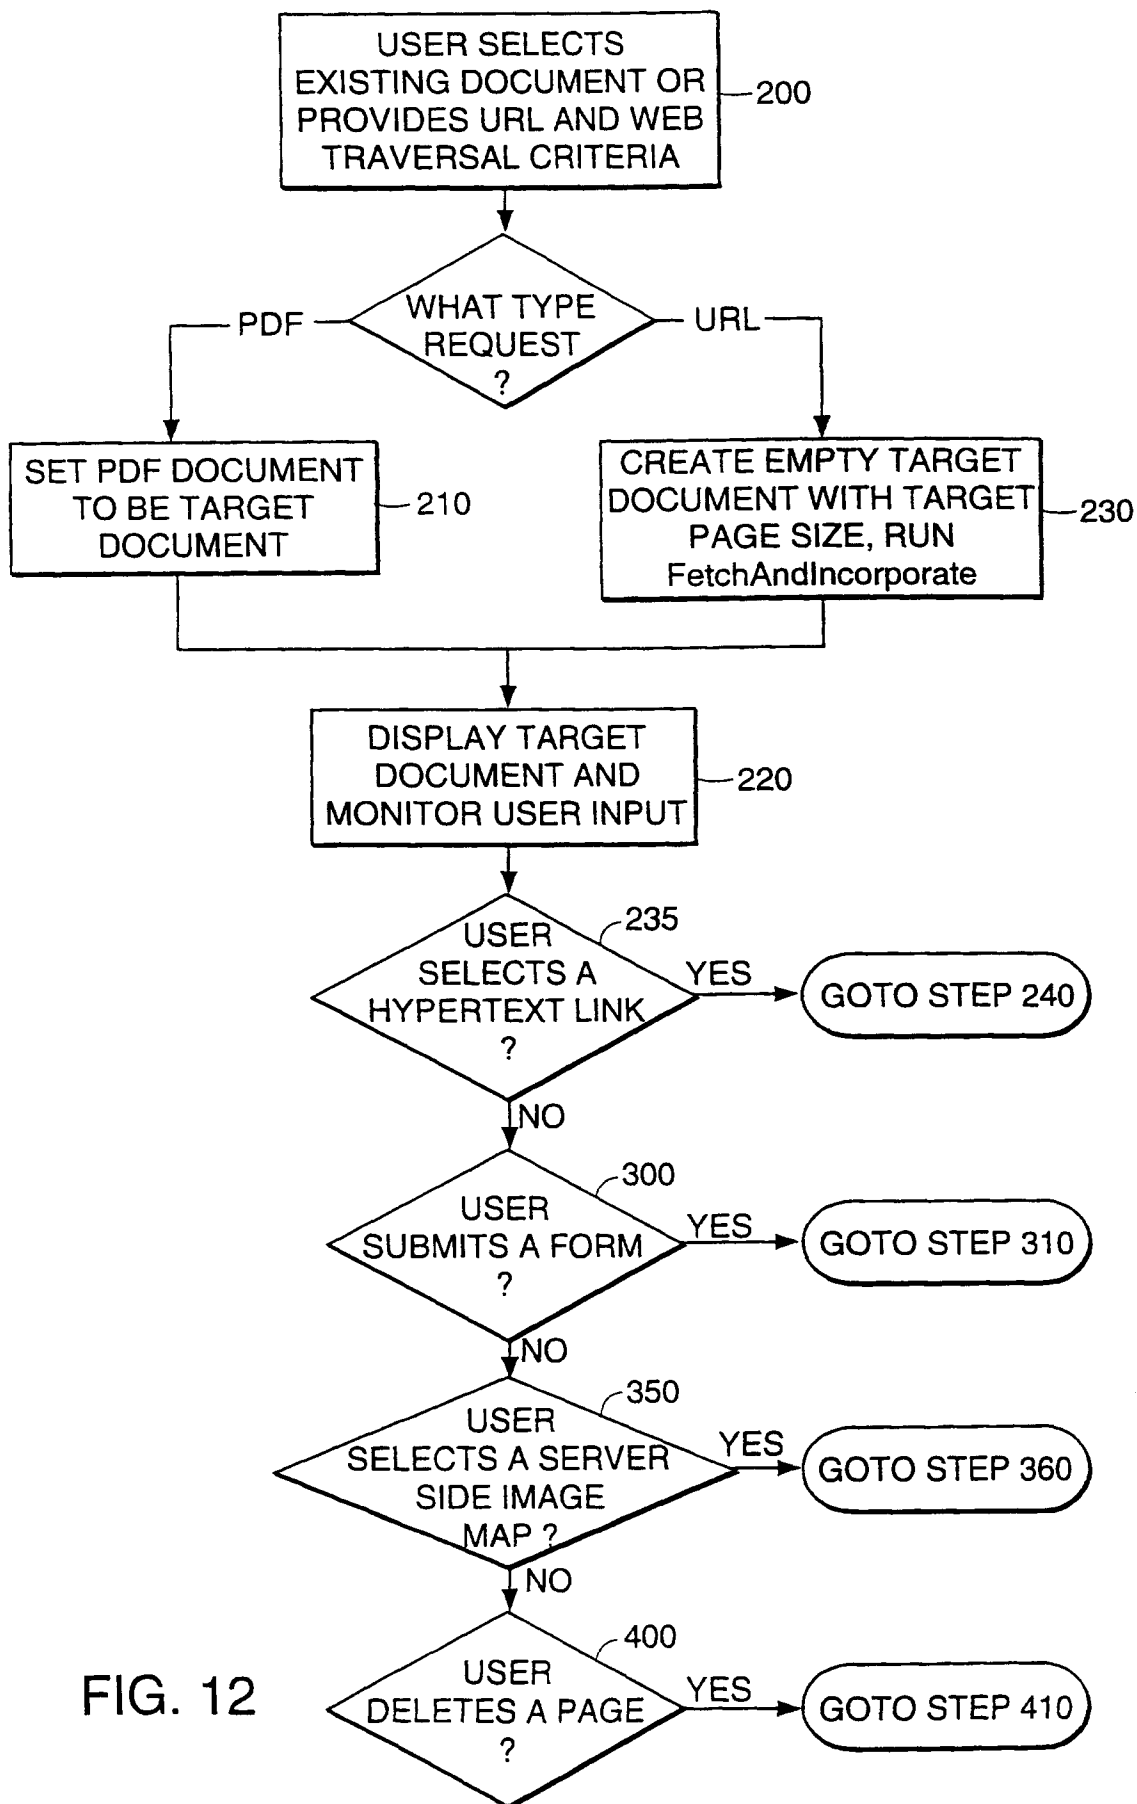 USER SELECTS
EXISTING DOCUMENT OR
PROVIDES URL AND WEB
TRAVERSAL CRITERIA
200
WHAT TYPE
REQUEST
?
PDF
URL
SET PDF DOCUMENT
TO BE TARGET
DOCUMENT
210
CREATE EMPTY TARGET
DOCUMENT WITH TARGET
PAGE SIZE, RUN
FetchAndIncorporate
230
DISPLAY TARGET
DOCUMENT AND
MONITOR USER INPUT
220
USER
SELECTS A
HYPERTEXT LINK
?
235
YES
GOTO STEP 240
NO
USER
SUBMITS A FORM
?
300
YES
GOTO STEP 310
NO
USER
SELECTS A SERVER
SIDE IMAGE
MAP ?
350
YES
GOTO STEP 360
NO
USER
DELETES A PAGE
?
400
YES
GOTO STEP 410
FIG. 12